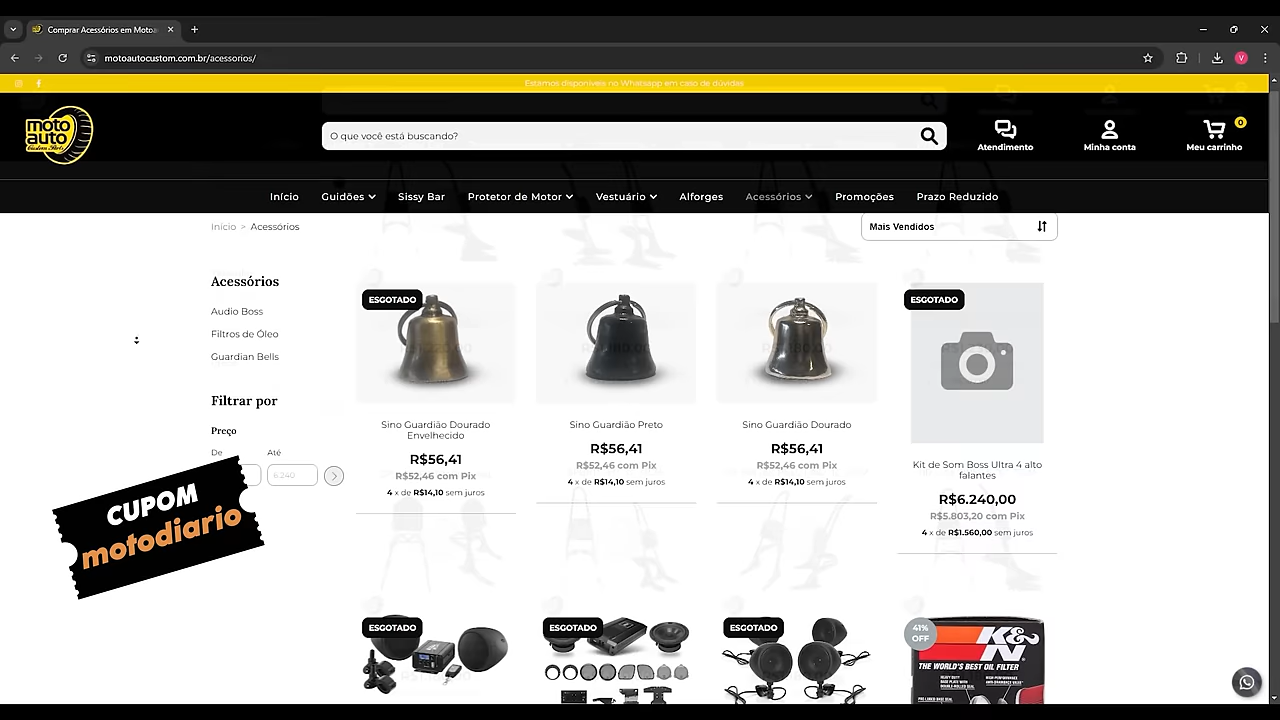 Comprar Acessórios em Motoa
motoautocustom.com.br/acessorios/
V
Estamos disponíveis no Whatsapp em caso de dúvidas
moto
auto
Custom Parts
O que você está buscando?
Atendimento
Minha conta
0
Meu carrinho
Início
Guidões
Sissy Bar
Protetor de Motor
Vestuário
Alforges
Acessórios
Promoções
Prazo Reduzido
Início > Acessórios
Mais Vendidos
Acessórios
Audio Boss
Filtros de Óleo
Guardian Bells
Filtrar por
Preço
De
Até
6.240
CUPOM
motodiario
ESGOTADO
Sino Guardião Dourado
Envelhecido
R$56,41
R$52,46 com Pix
4 x de R$14,10 sem juros
Sino Guardião Preto
R$56,41
R$52,46 com Pix
4 x de R$14,10 sem juros
Sino Guardião Dourado
R$56,41
R$52,46 com Pix
4 x de R$14,10 sem juros
ESGOTADO
Kit de Som Boss Ultra 4 alto
falantes
R$6.240,00
R$5.803,20 com Pix
4 x de R$1.560,00 sem juros
ESGOTADO
ESGOTADO
ESGOTADO
41%
OFF
K&N
THE WORLD'S BEST OIL FILTER